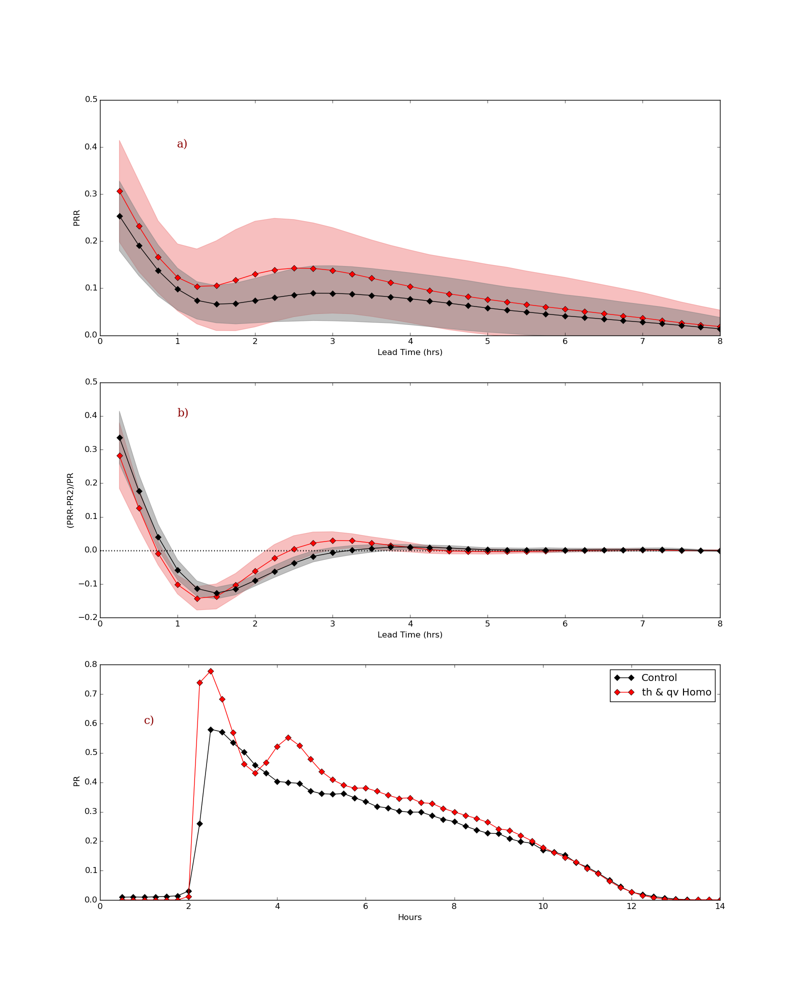 0.5
0.4
0.3
0.2
0.1
0.0
PRR
a)
0 1 2 3 4 5 6 7 8
Lead Time (hrs)
0.5
0.4
0.3
0.2
0.1
0.0
−0.1
−0.2
(PRR-PR2)/PR
b)
0 1 2 3 4 5 6 7 8
Lead Time (hrs)
0.8
0.7
0.6
0.5
0.4
0.3
0.2
0.1
0.0
PR
c)
Control
th & qv Homo
0 2 4 6 8 10 12 14
Hours